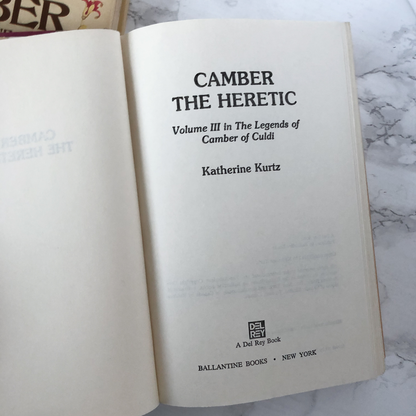 BER
CAMBER
THE HERETIC
Volume III in The Legends of
Camber of Culdi
Katherine Kurtz
DEL
REY
A Del Rey Book
BALLANTINE BOOKS • NEW YORK